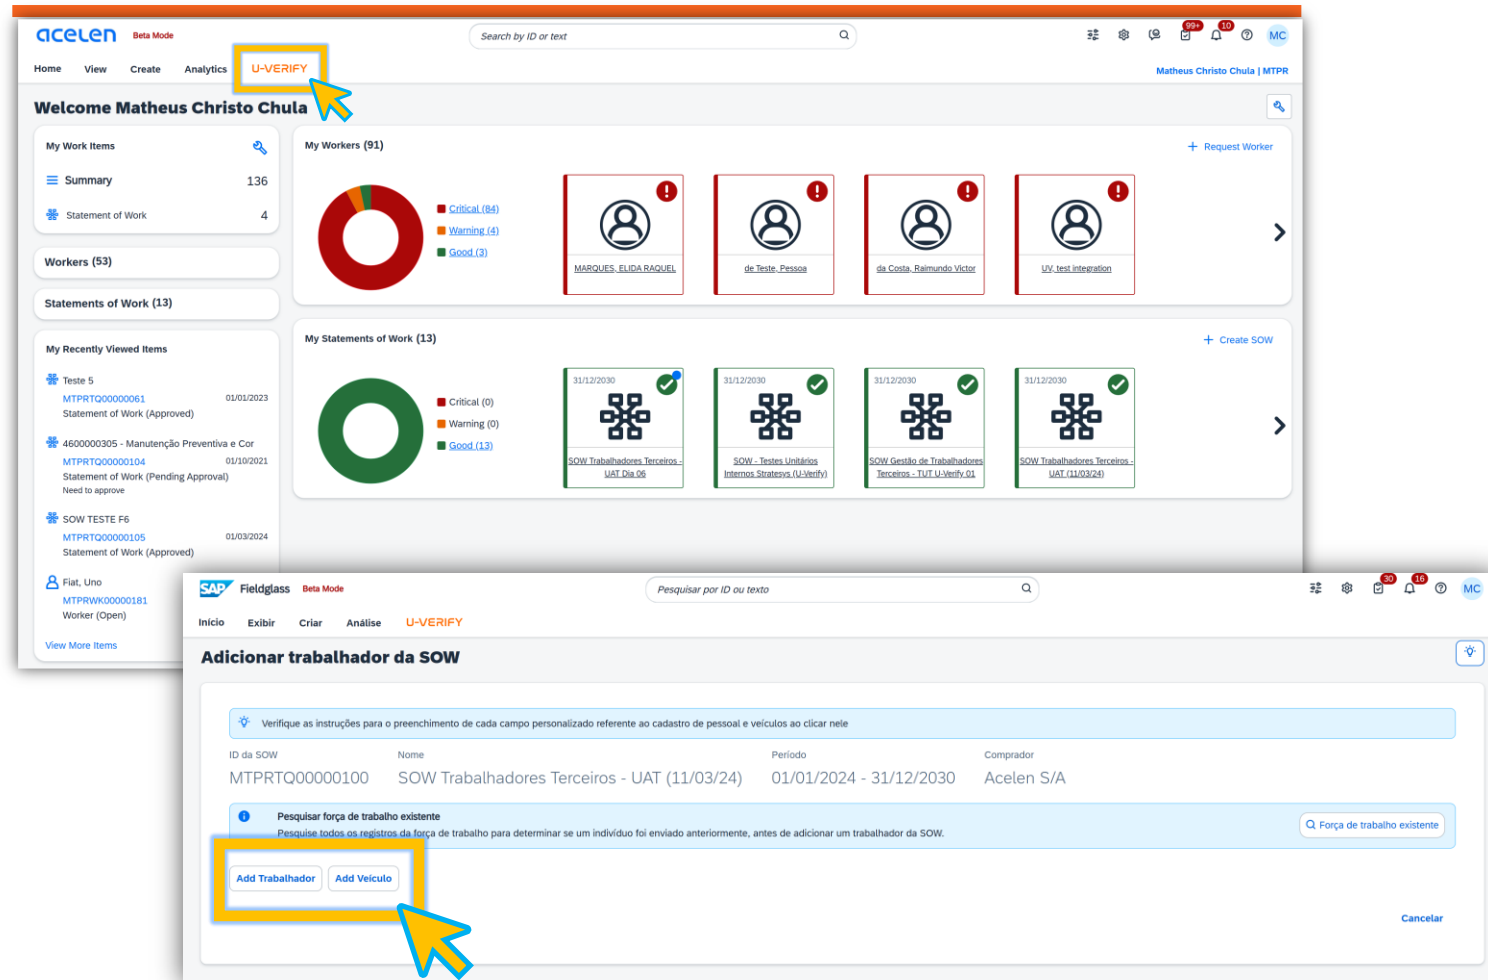 acelen Beta Mode
Search by ID or text
99+
10
MC
Home View Create Analytics U-VERIFY
Matheus Christo Chula | MTPR
Welcome Matheus Christo Chula
My Work Items
Summary 136
Statement of Work 4
Workers (53)
Statements of Work (13)
My Recently Viewed Items
Teste 5
MTPRTQ00000061 01/01/2023
Statement of Work (Approved)
4600000305 - Manutenção Preventiva e Cor
MTPRTQ00000104 01/10/2021
Statement of Work (Pending Approval)
Need to approve
SOW TESTE F6
MTPRTQ00000105 01/03/2024
Statement of Work (Approved)
Fiat, Uno
MTPRWK00000181
Worker (Open)
View More Items
My Workers (91)
+ Request Worker
Critical (84)
Warning (4)
Good (3)
MARQUES, ELIDA RAQUEL
de Teste, Pessoa
da Costa, Raimundo Victor
UV, test integration
My Statements of Work (13)
+ Create SOW
Critical (0)
Warning (0)
Good (13)
31/12/2030
SOW Trabalhadores Terceiros -
UAT Dia 06
31/12/2030
SOW - Testes Unitários
Internos Stratesys (U-Verify)
31/12/2030
SOW Gestão de Trabalhadores
Terceiros - TUT U-Verify 01
31/12/2030
SOW Trabalhadores Terceiros -
UAT (11/03/24)
SAP Fieldglass Beta Mode
Pesquisar por ID ou texto
30
16
MC
Início Exibir Criar Análise U-VERIFY
Adicionar trabalhador da SOW
Verifique as instruções para o preenchimento de cada campo personalizado referente ao cadastro de pessoal e veículos ao clicar nele
ID da SOW Nome Período Comprador
MTPRTQ00000100 SOW Trabalhadores Terceiros - UAT (11/03/24) 01/01/2024 - 31/12/2030 Acelen S/A
Pesquisar força de trabalho existente
Pesquise todos os registros da força de trabalho para determinar se um indivíduo foi enviado anteriormente, antes de adicionar um trabalhador da SOW.
Força de trabalho existente
Add Trabalhador Add Veículo
Cancelar